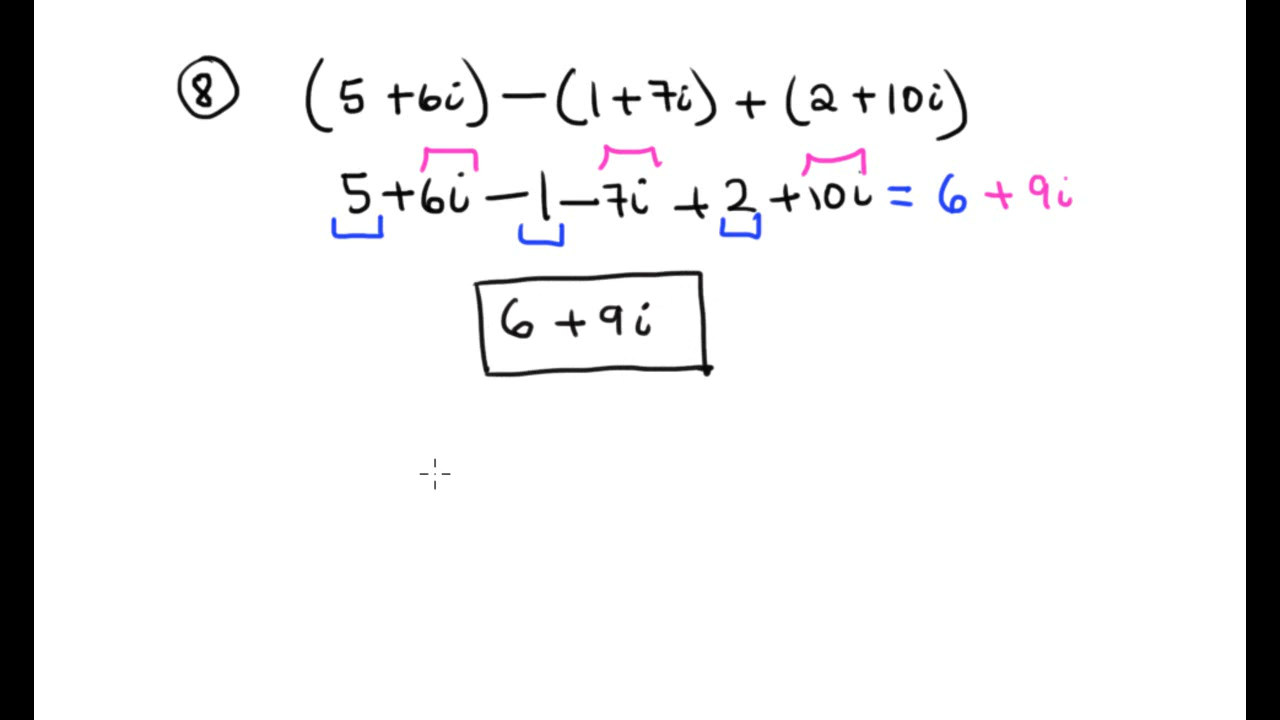 8 (5 + 6i) − (1 + 7i) + (2 + 10i)
5 + 6i − 1 − 7i + 2 + 10i = 6 + 9i
6 + 9i